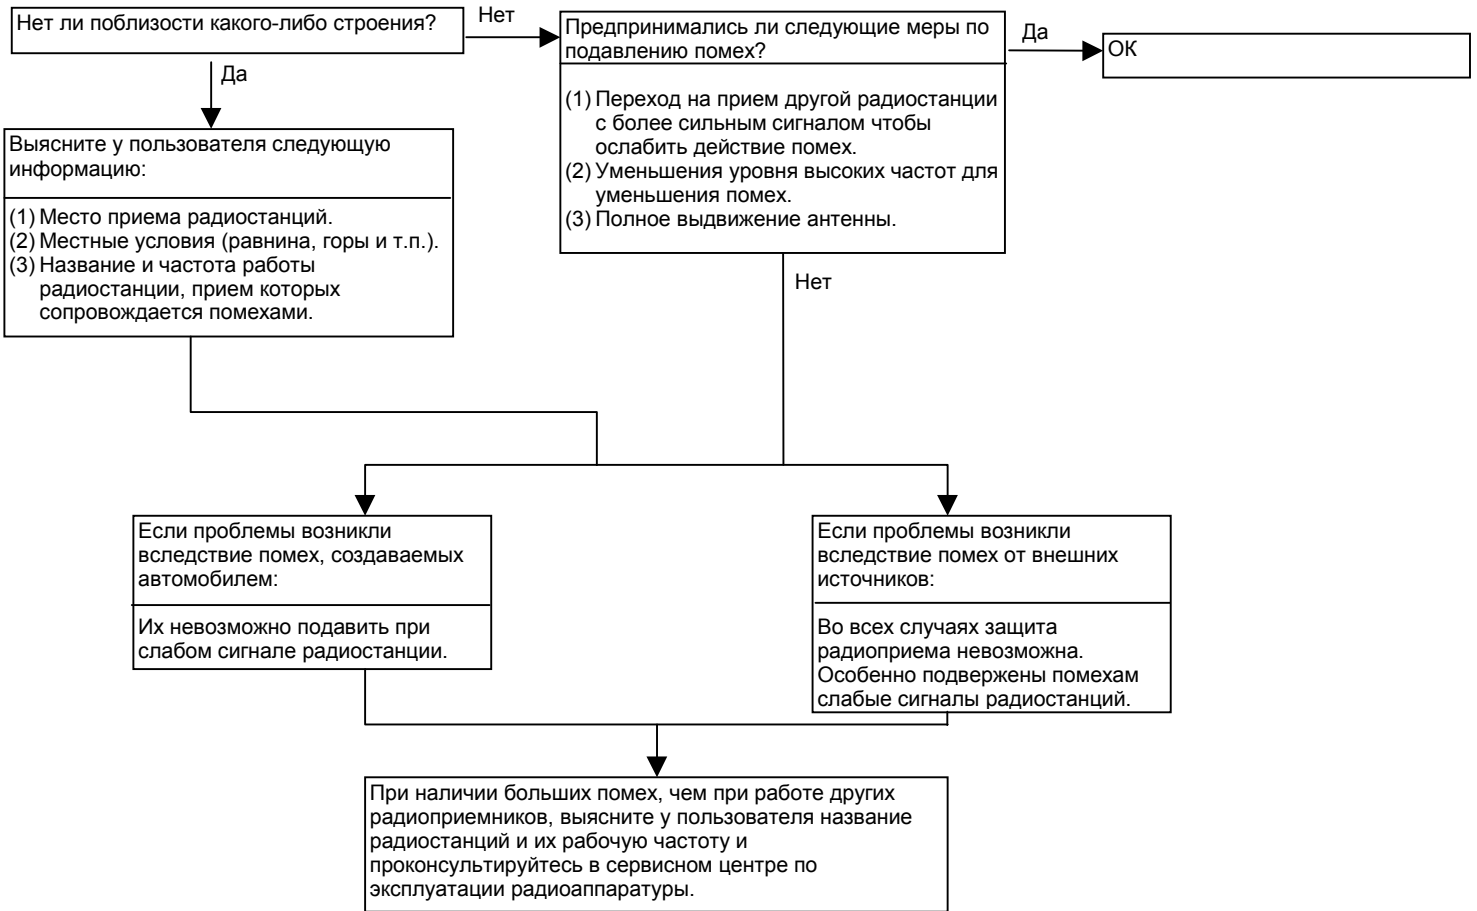 Нет ли поблизости какого-либо строения?
Нет
Предпринимались ли следующие меры по
подавлению помех?
Да
ОК
Да
(1) Переход на прием другой радиостанции
с более сильным сигналом чтобы
ослабить действие помех.
(2) Уменьшения уровня высоких частот для
уменьшения помех.
(3) Полное выдвижение антенны.
Выясните у пользователя следующую
информацию:
(1) Место приема радиостанций.
(2) Местные условия (равнина, горы и т.п.).
(3) Название и частота работы
радиостанции, прием которых
сопровождается помехами.
Нет
Если проблемы возникли
вследствие помех, создаваемых
автомобилем:
Их невозможно подавить при
слабом сигнале радиостанции.
Если проблемы возникли
вследствие помех от внешних
источников:
Во всех случаях защита
радиоприема невозможна.
Особенно подвержены помехам
слабые сигналы радиостанций.
При наличии больших помех, чем при работе других
радиоприемников, выясните у пользователя название
радиостанций и их рабочую частоту и
проконсультируйтесь в сервисном центре по
эксплуатации радиоаппаратуры.